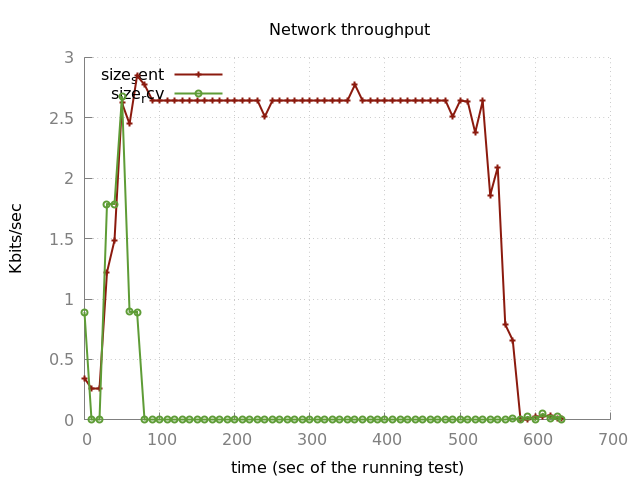 Network throughput
3
size_sent
size_rcv
2.5
2
1.5
1
0.5
0
Kbits/sec
0 100 200 300 400 500 600 700
time (sec of the running test)